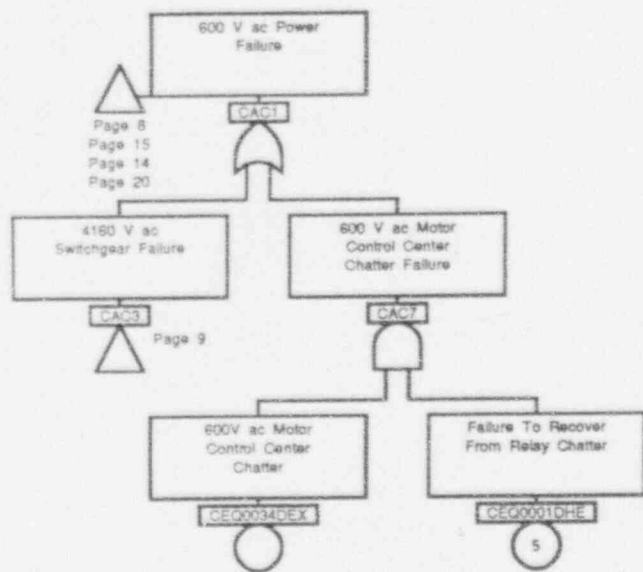 600 V ac Power
Failure
CAC1
Page 8
Page 15
Page 14
Page 20
4160 V ac
Switchgear Failure
600 V ac Motor
Control Center
Chatter Failure
CAC3
Page 9
CAC7
600V ac Motor
Control Center
Chatter
Failure To Recover
From Relay Chatter
CEQ0034DEX
CEQ0001DHE
5